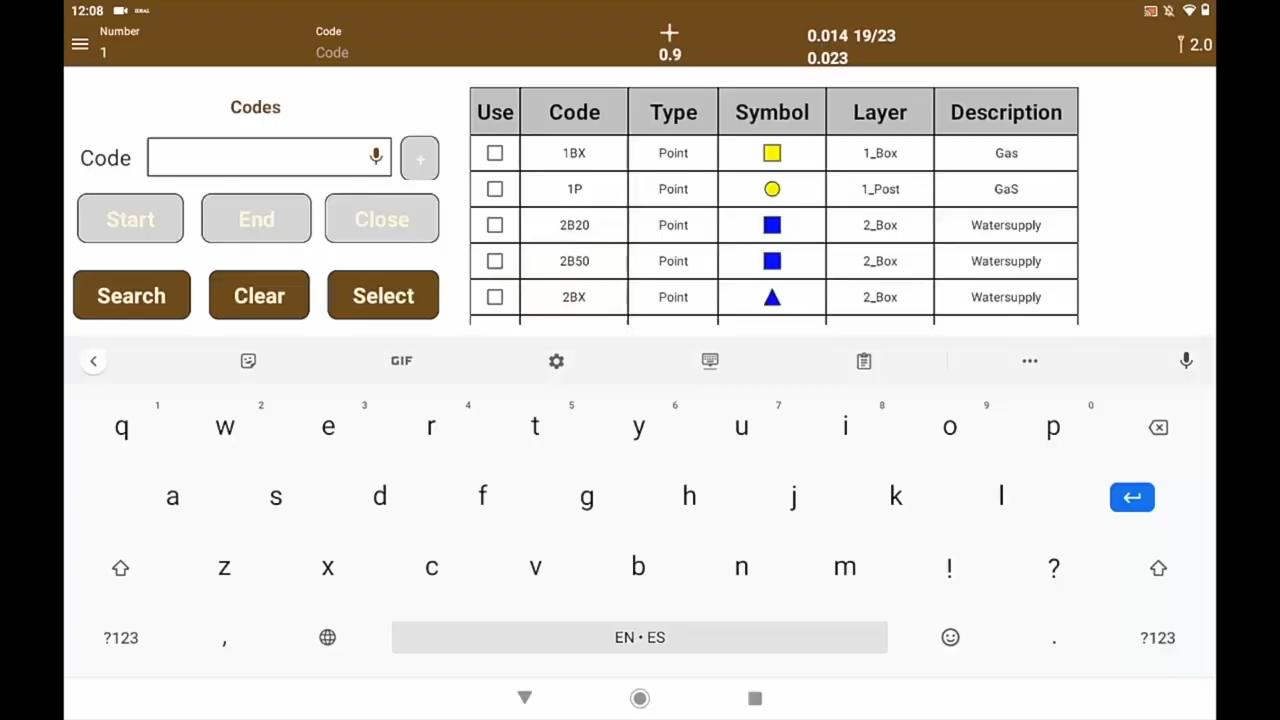 12:08
Number
1
Code
Code
0.9
0.014 19/23
0.023
2.0
Codes
Code
+
Start End Close
Search Clear Select
Use Code Type Symbol Layer Description
1BX Point 1_Box Gas
1P Point 1_Post GaS
2B20 Point 2_Box Watersupply
2B50 Point 2_Box Watersupply
2BX Point 2_Box Watersupply
GIF
1 2 3 4 5 6 7 8 9 0
q w e r t y u i o p
a s d f g h j k l
z x c v b n m ! ?
?123 , EN • ES . ?123